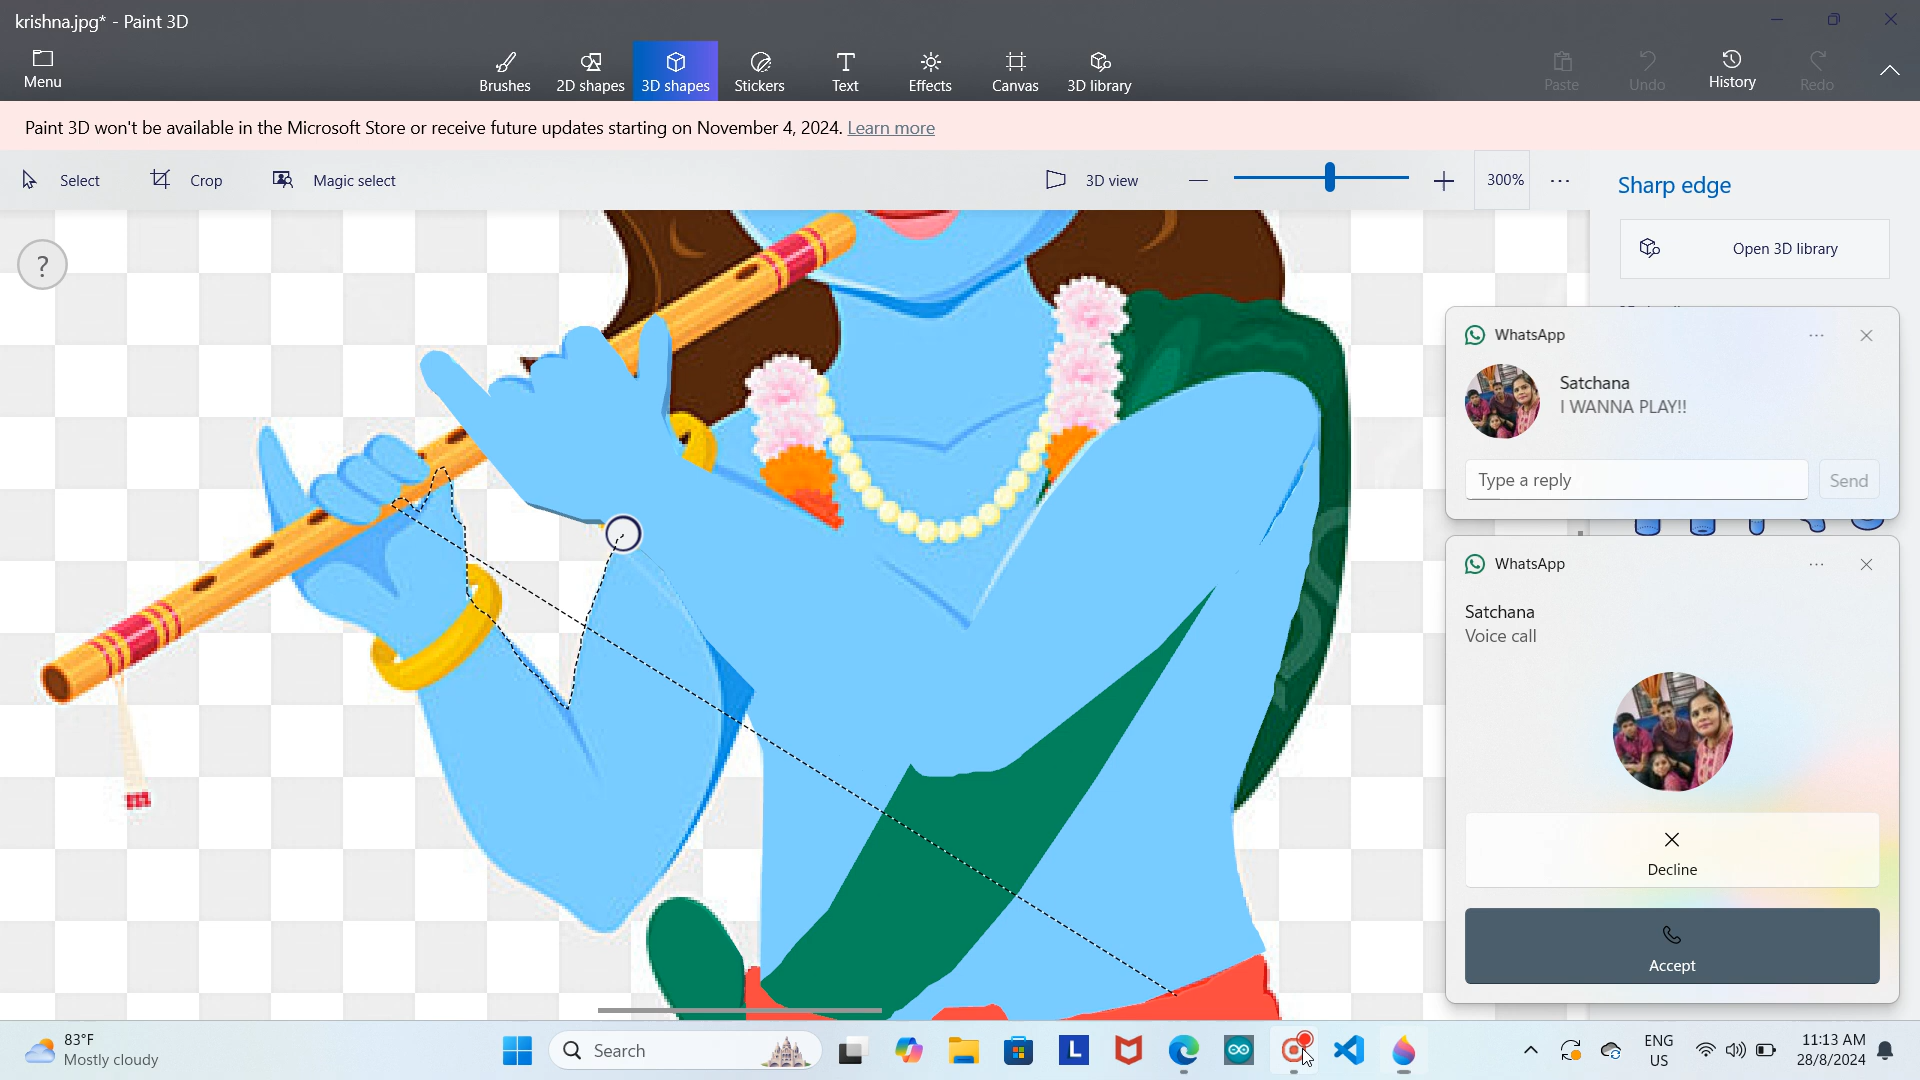 krishna.jpg* - Paint 3D
Menu
Brushes
2D shapes
3D shapes
Stickers
Text
Effects
Canvas
3D library
Paste
Undo
History
Redo
Paint 3D won't be available in the Microsoft Store or receive future updates starting on November 4, 2024. Learn more
Select
Crop
Magic select
3D view
300%
Sharp edge
Open 3D library
WhatsApp
Satchana
I WANNA PLAY!!
Type a reply
Send
WhatsApp
Satchana
Voice call
Decline
Accept
83°F
Mostly cloudy
Search
L
ENG
US
11:13 AM
28/8/2024